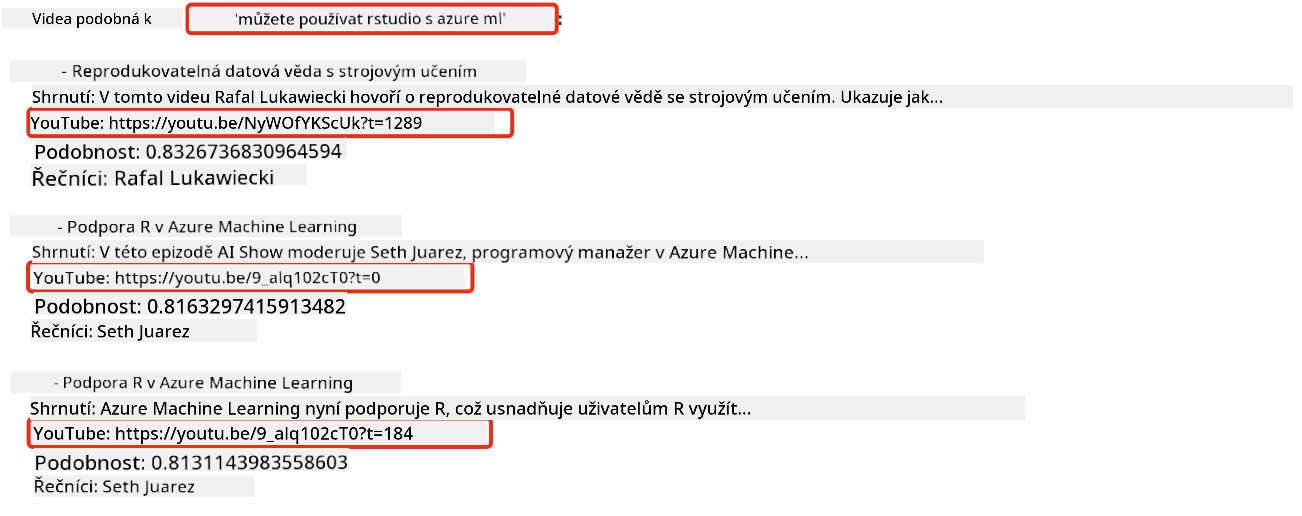 Videa podobná k 'můžete používat rstudio s azure ml':
- Reprodukovatelná datová věda s strojovým učením
Shrnutí: V tomto videu Rafal Lukawiecki hovoří o reprodukovatelné datové vědě se strojovým učením. Ukazuje jak...
YouTube: https://youtu.be/NyWOfYKScUk?t=1289
Podobnost: 0.8326736830964594
Řečníci: Rafal Lukawiecki
- Podpora R v Azure Machine Learning
Shrnutí: V této epizodě AI Show moderuje Seth Juarez, programový manažer v Azure Machine...
YouTube: https://youtu.be/9_alq102cT0?t=0
Podobnost: 0.8163297415913482
Řečníci: Seth Juarez
- Podpora R v Azure Machine Learning
Shrnutí: Azure Machine Learning nyní podporuje R, což usnadňuje uživatelům R využít...
YouTube: https://youtu.be/9_alq102cT0?t=184
Podobnost: 0.8131143983558603
Řečníci: Seth Juarez